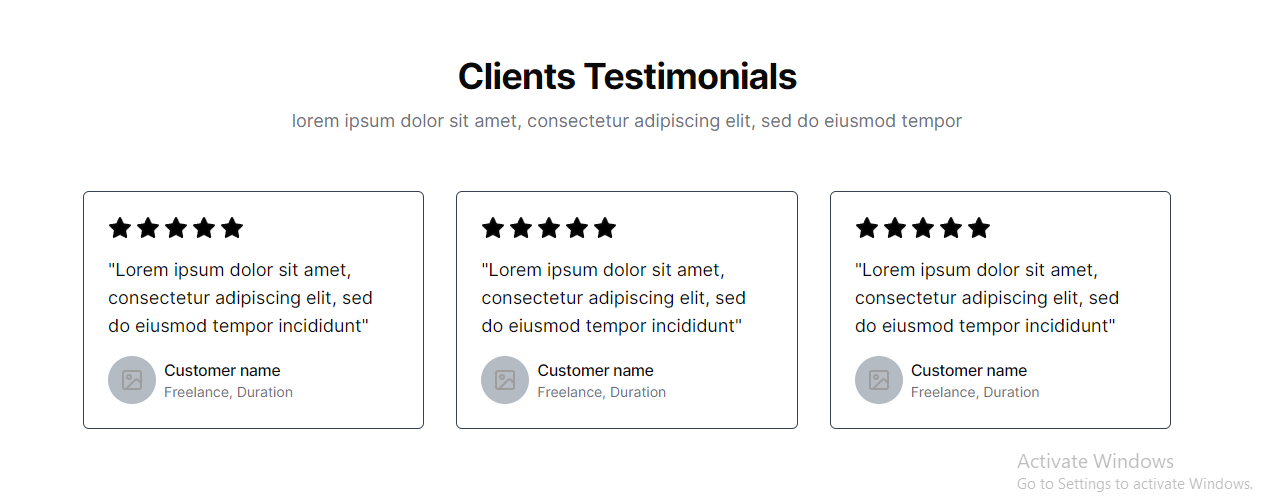 Clients Testimonials
lorem ipsum dolor sit amet, consectetur adipiscing elit, sed do eiusmod tempor
"Lorem ipsum dolor sit amet,
consectetur adipiscing elit, sed
do eiusmod tempor incididunt"
Customer name
Freelance, Duration
"Lorem ipsum dolor sit amet,
consectetur adipiscing elit, sed
do eiusmod tempor incididunt"
Customer name
Freelance, Duration
"Lorem ipsum dolor sit amet,
consectetur adipiscing elit, sed
do eiusmod tempor incididunt"
Customer name
Freelance, Duration
Activate Windows
Go to Settings to activate Windows.